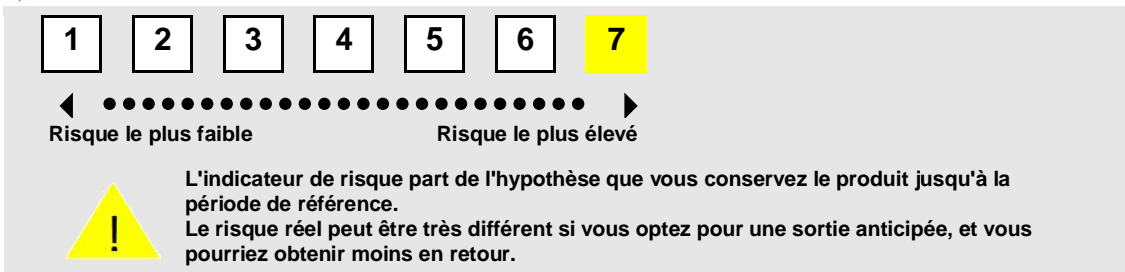 1 2 3 4 5 6 7
Risque le plus faible Risque le plus élevé
!
L'indicateur de risque part de l'hypothèse que vous conservez le produit jusqu'à la
période de référence.
Le risque réel peut être très différent si vous optez pour une sortie anticipée, et vous
pourriez obtenir moins en retour.